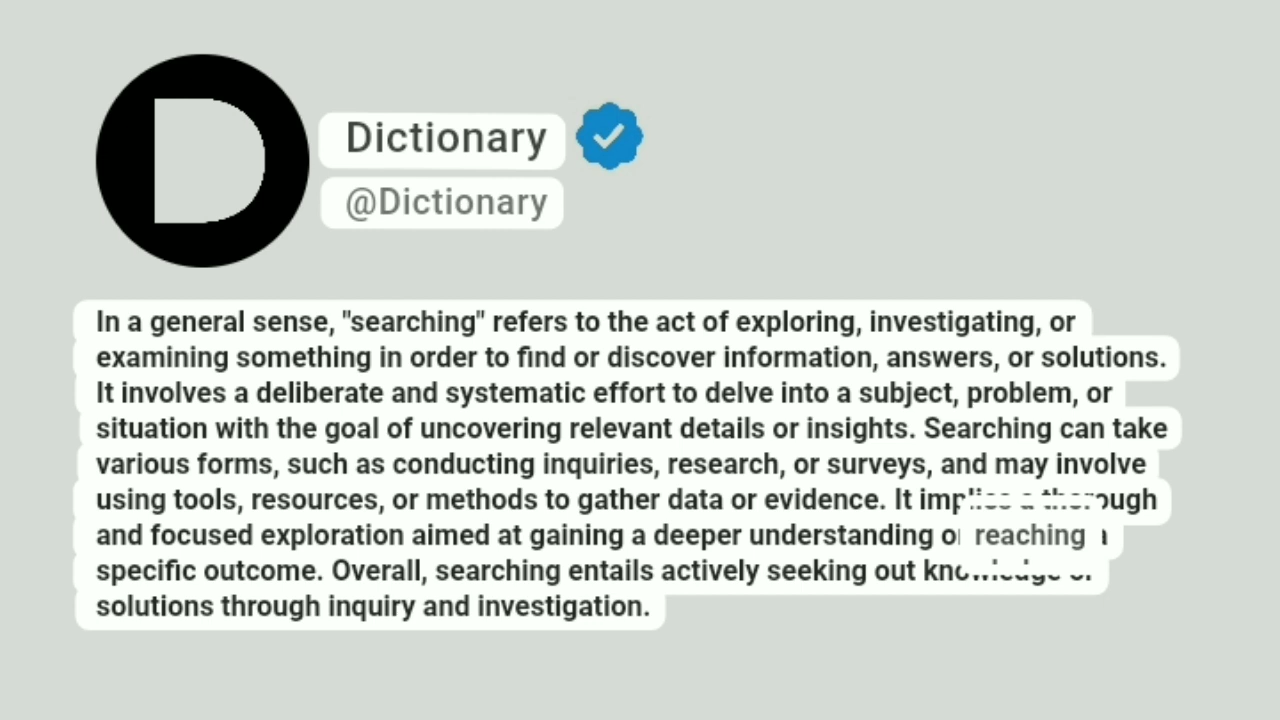 D
Dictionary
@Dictionary
In a general sense, "searching" refers to the act of exploring, investigating, or
examining something in order to find or discover information, answers, or solutions.
It involves a deliberate and systematic effort to delve into a subject, problem, or
situation with the goal of uncovering relevant details or insights. Searching can take
various forms, such as conducting inquiries, research, or surveys, and may involve
using tools, resources, or methods to gather data or evidence. It implies a thorough
and focused exploration aimed at gaining a deeper understanding or reaching a
specific outcome. Overall, searching entails actively seeking out knowledge or
solutions through inquiry and investigation.